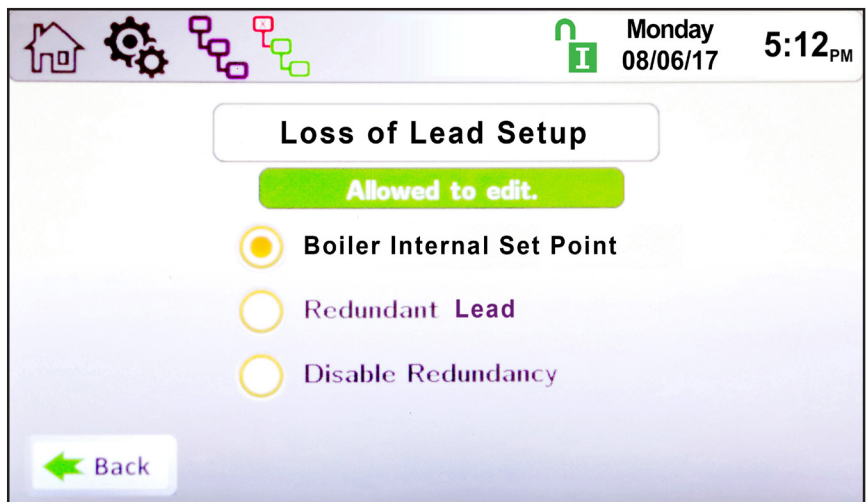 Monday
08/06/17
5:12PM
I
Loss of Lead Setup
Allowed to edit.
Boiler Internal Set Point
Redundant Lead
Disable Redundancy
Back